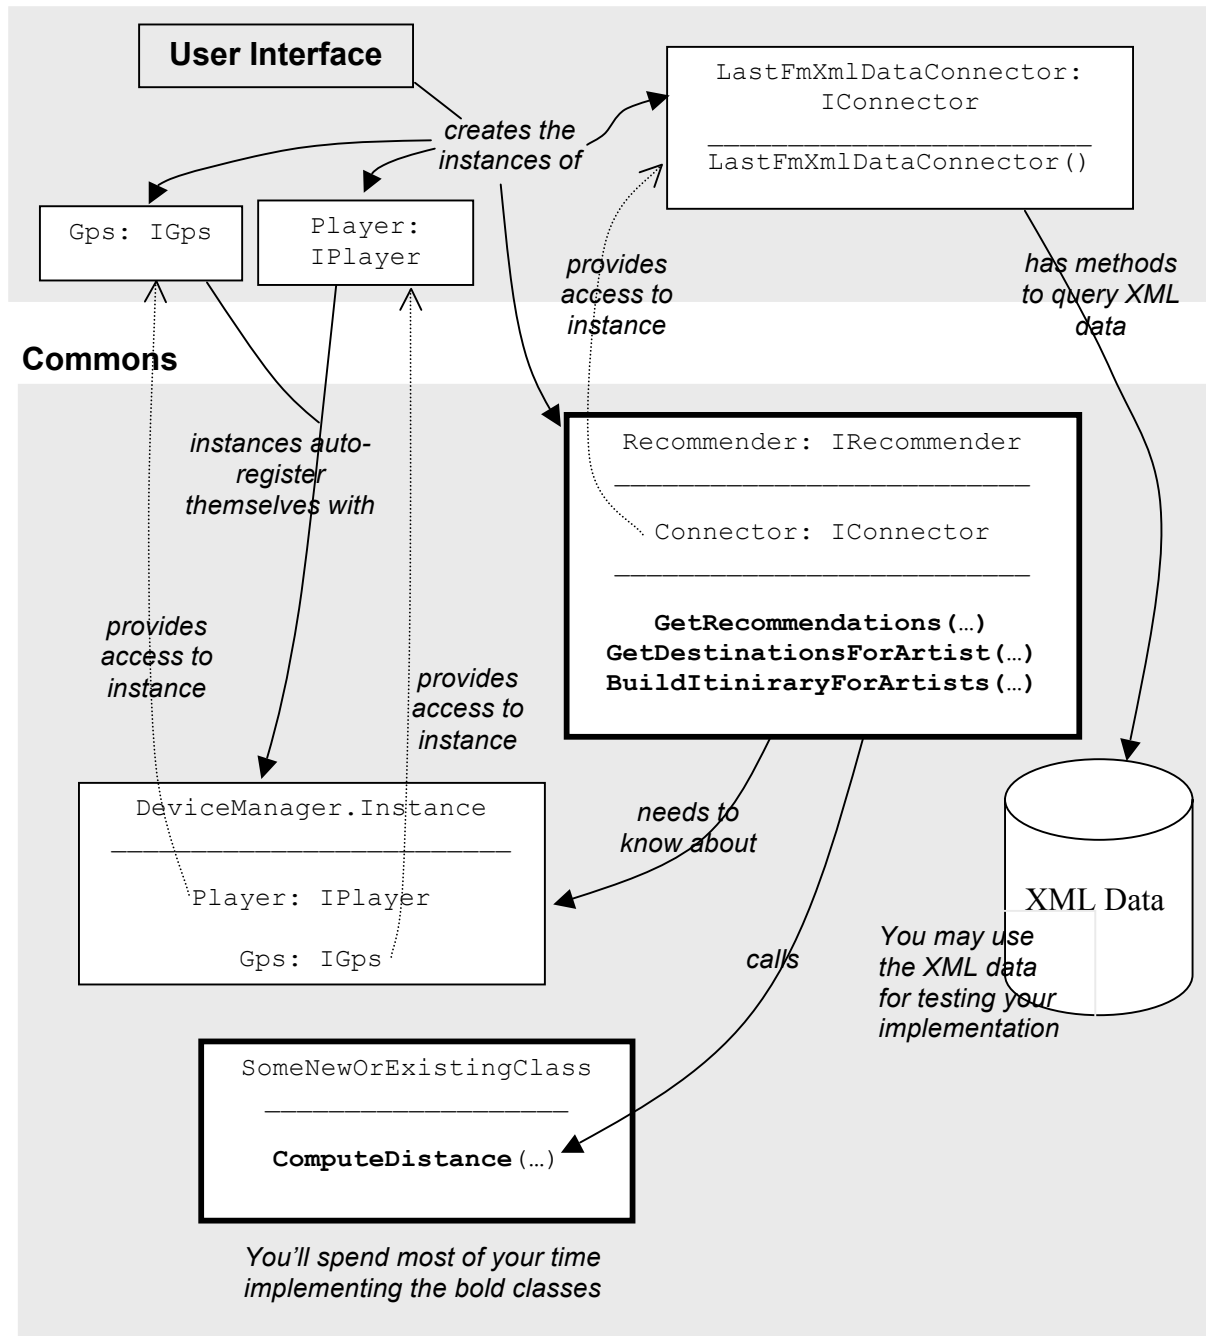 User Interface
LastFmXmlDataConnector:
IConnector
LastFmXmlDataConnector()
creates the
instances of
Gps: IGps
Player:
IPlayer
provides
access to
instance
has methods
to query XML
data
Commons
instances auto-
register
themselves with
Recommender: IRecommender
Connector: IConnector
GetRecommendations(…)
GetDestinationsForArtist(…)
BuildItiniraryForArtists(…)
provides
access to
instance
provides
access to
instance
DeviceManager.Instance
Player: IPlayer
Gps: IGps
needs to
know about
XML Data
calls
You may use
the XML data
for testing your
implementation
SomeNewOrExistingClass
ComputeDistance(…)
You'll spend most of your time
implementing the bold classes